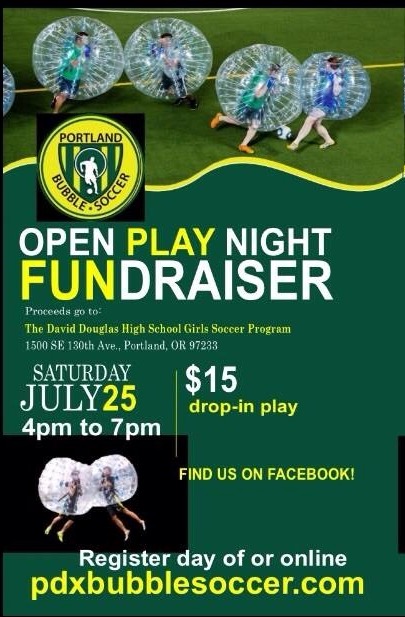 PORTLAND
BUBBLE • SOCCER
OPEN PLAY NIGHT
FUNDRAISER
Proceeds go to:
The David Douglas High School Girls Soccer Program
1500 SE 130th Ave., Portland, OR 97233
SATURDAY
JULY25
4pm to 7pm
$15
drop-in play
FIND US ON FACEBOOK!
Register day of or online
pdxbubblesoccer.com